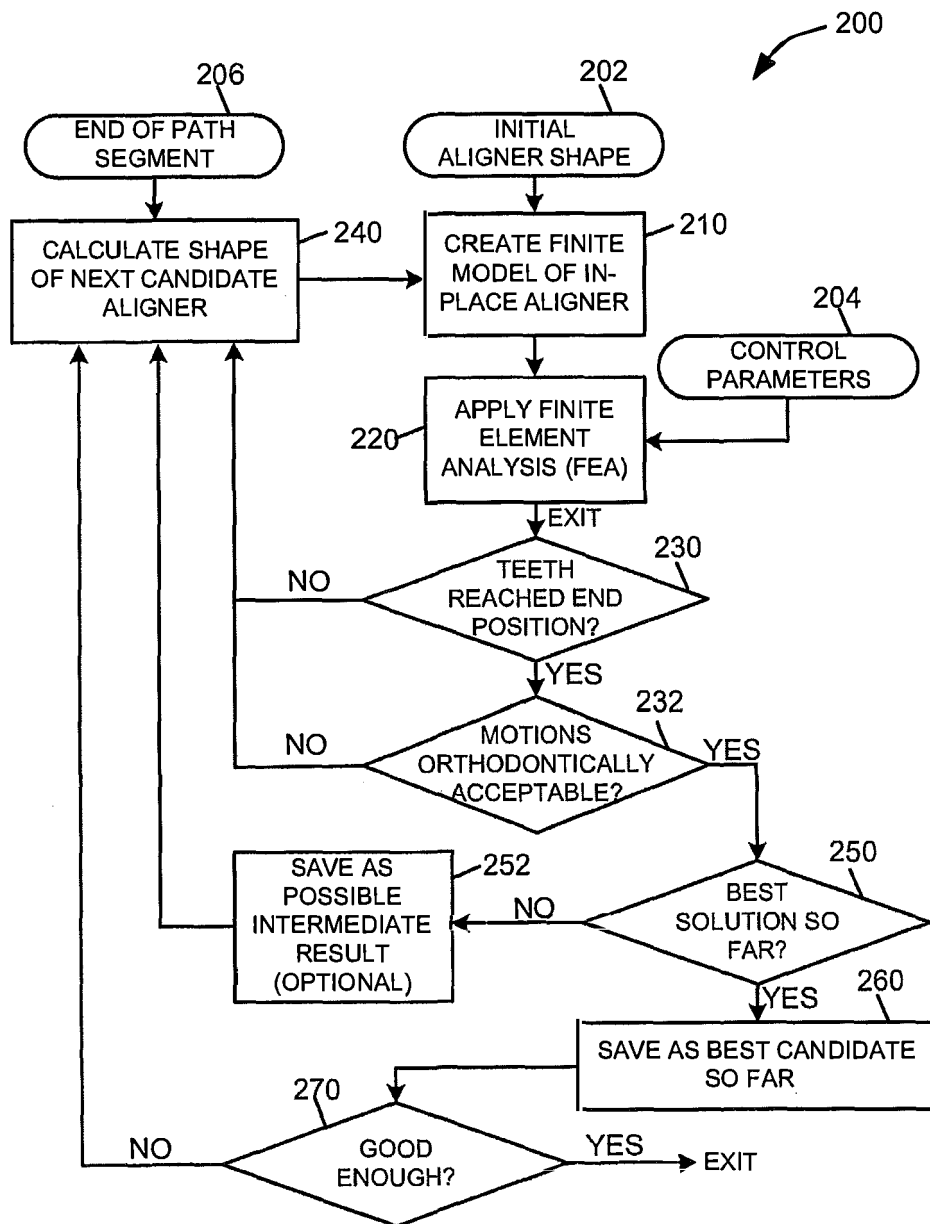 200
206
202
END OF PATH
SEGMENT
INITIAL
ALIGNER SHAPE
240
CALCULATE SHAPE
OF NEXT CANDIDATE
ALIGNER
210
CREATE FINITE
MODEL OF IN-
PLACE ALIGNER
204
CONTROL
PARAMETERS
220
APPLY FINITE
ELEMENT
ANALYSIS (FEA)
EXIT
230
NO
TEETH
REACHED END
POSITION?
YES
232
NO
MOTIONS
ORTHODONTICALLY
ACCEPTABLE?
YES
252
SAVE AS
POSSIBLE
INTERMEDIATE
RESULT
(OPTIONAL)
250
NO
BEST
SOLUTION SO
FAR?
YES
260
SAVE AS BEST CANDIDATE
SO FAR
270
NO
GOOD
ENOUGH?
YES
EXIT